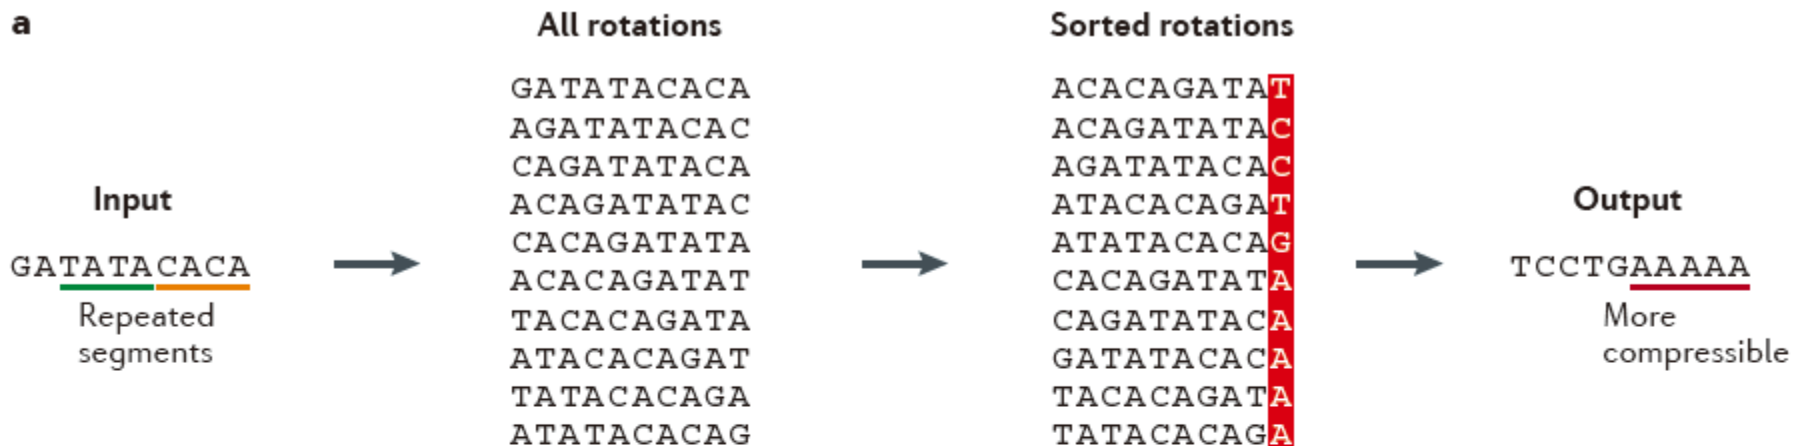 a
Input
GATATACACA
Repeated
segments
All rotations
GATATACACA
AGATATACAC
CAGATATACA
ACAGATATAC
CACAGATATA
ACACAGATAT
TACACAGATA
ATACACAGAT
TATACACAGA
ATATACACAG
Sorted rotations
ACACAGATAT
ACAGATATAC
AGATATACAC
ATACACAGAT
ATATACACAG
CACAGATATA
CAGATATACA
GATATACACA
TACACAGATA
TATACACAGA
Output
TCCTGAAAAA
More
compressible